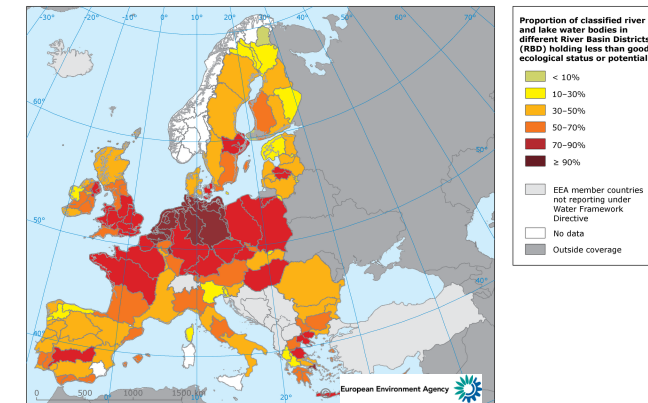 -30° -20° -10° 0° 10° 20° 30° 40° 50° 60° 70°
60°
50°
50°
40°
40°
0 500 1000 1500 km
20°
European Environment Agency
Proportion of classified river
and lake water bodies in
different River Basin Districts
(RBD) holding less than good
ecological status or potential
< 10%
10–30%
30–50%
50–70%
70–90%
≥ 90%
EEA member countries
not reporting under
Water Framework
Directive
No data
Outside coverage